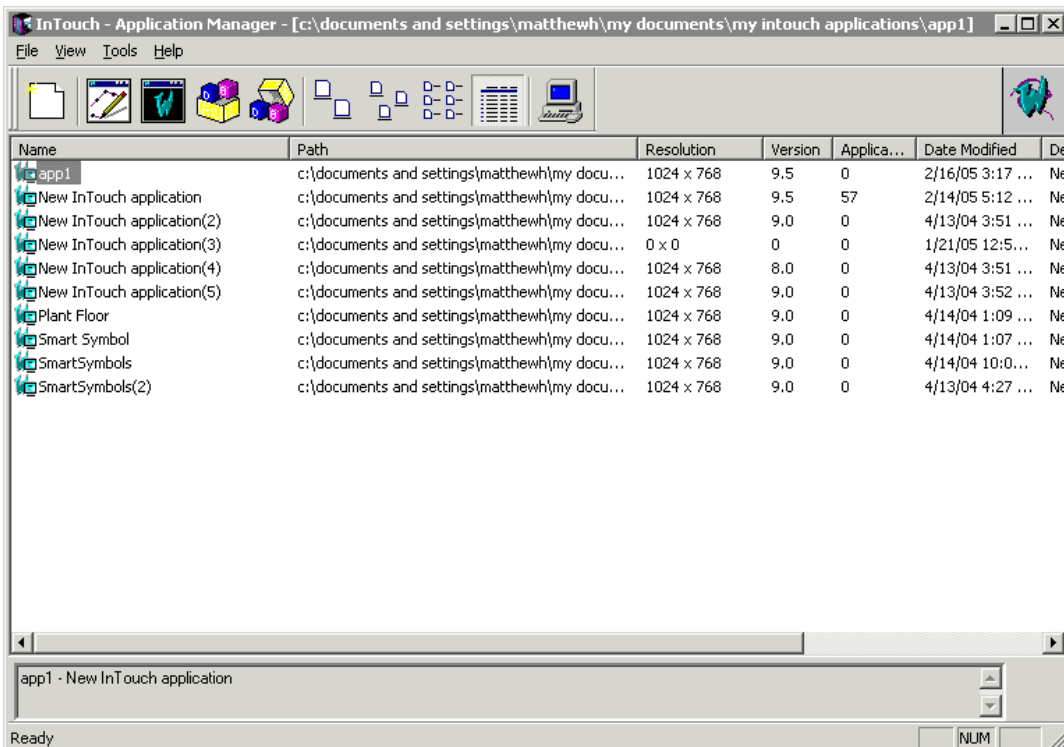 InTouch - Application Manager - [c:\documents and settings\matthewh\my documents\my intouch applications\app1]
File View Tools Help
Name Path Resolution Version Applica... Date Modified De
app1 c:\documents and settings\matthewh\my docu... 1024 x 768 9.5 0 2/16/05 3:17 ... Ne
New InTouch application c:\documents and settings\matthewh\my docu... 1024 x 768 9.5 57 2/14/05 5:12 ... Ne
New InTouch application(2) c:\documents and settings\matthewh\my docu... 1024 x 768 9.0 0 4/13/04 3:51 ... Ne
New InTouch application(3) c:\documents and settings\matthewh\my docu... 0 x 0 0 0 1/21/05 12:5... Ne
New InTouch application(4) c:\documents and settings\matthewh\my docu... 1024 x 768 8.0 0 4/13/04 3:51 ... Ne
New InTouch application(5) c:\documents and settings\matthewh\my docu... 1024 x 768 9.0 0 4/13/04 3:52 ... Ne
Plant Floor c:\documents and settings\matthewh\my docu... 1024 x 768 9.0 0 4/14/04 1:09 ... Ne
Smart Symbol c:\documents and settings\matthewh\my docu... 1024 x 768 9.0 0 4/14/04 1:07 ... Ne
SmartSymbols c:\documents and settings\matthewh\my docu... 1024 x 768 9.0 0 4/14/04 10:0... Ne
SmartSymbols(2) c:\documents and settings\matthewh\my docu... 1024 x 768 9.0 0 4/13/04 4:27 ... Ne
app1 - New InTouch application
Ready NUM